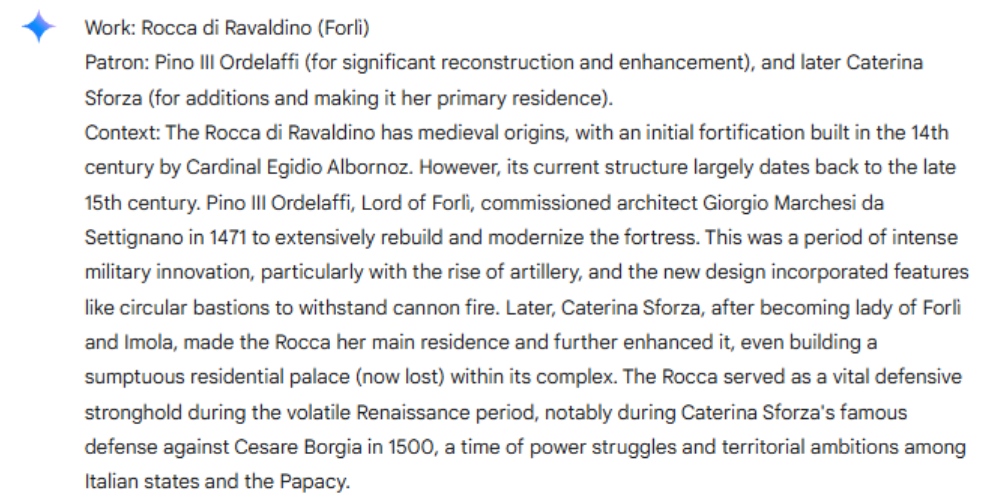 Work: Rocca di Ravaldino (Forlì)
Patron: Pino III Ordelaffi (for significant reconstruction and enhancement), and later Caterina
Sforza (for additions and making it her primary residence).
Context: The Rocca di Ravaldino has medieval origins, with an initial fortification built in the 14th
century by Cardinal Egidio Albornoz. However, its current structure largely dates back to the late
15th century. Pino III Ordelaffi, Lord of Forlì, commissioned architect Giorgio Marchesi da
Settignano in 1471 to extensively rebuild and modernize the fortress. This was a period of intense
military innovation, particularly with the rise of artillery, and the new design incorporated features
like circular bastions to withstand cannon fire. Later, Caterina Sforza, after becoming lady of Forlì
and Imola, made the Rocca her main residence and further enhanced it, even building a
sumptuous residential palace (now lost) within its complex. The Rocca served as a vital defensive
stronghold during the volatile Renaissance period, notably during Caterina Sforza's famous
defense against Cesare Borgia in 1500, a time of power struggles and territorial ambitions among
Italian states and the Papacy.